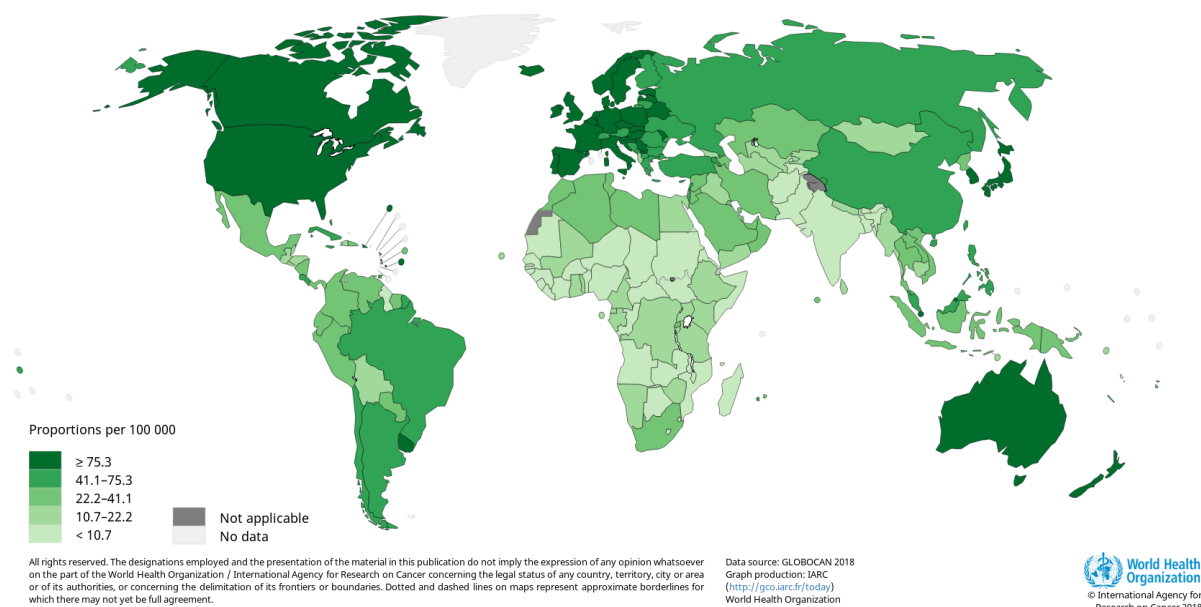 Proportions per 100 000
≥ 75.3
41.1–75.3
22.2–41.1
10.7–22.2
< 10.7
Not applicable
No data
All rights reserved. The designations employed and the presentation of the material in this publication do not imply the expression of any opinion whatsoever
on the part of the World Health Organization / International Agency for Research on Cancer concerning the legal status of any country, territory, city or area
or of its authorities, or concerning the delimitation of its frontiers or boundaries. Dotted and dashed lines on maps represent approximate borderlines for
which there may not yet be full agreement.
Data source: GLOBOCAN 2018
Graph production: IARC
(http://gco.iarc.fr/today)
World Health Organization
World Health
Organization
© International Agency for
Research on Cancer 2018